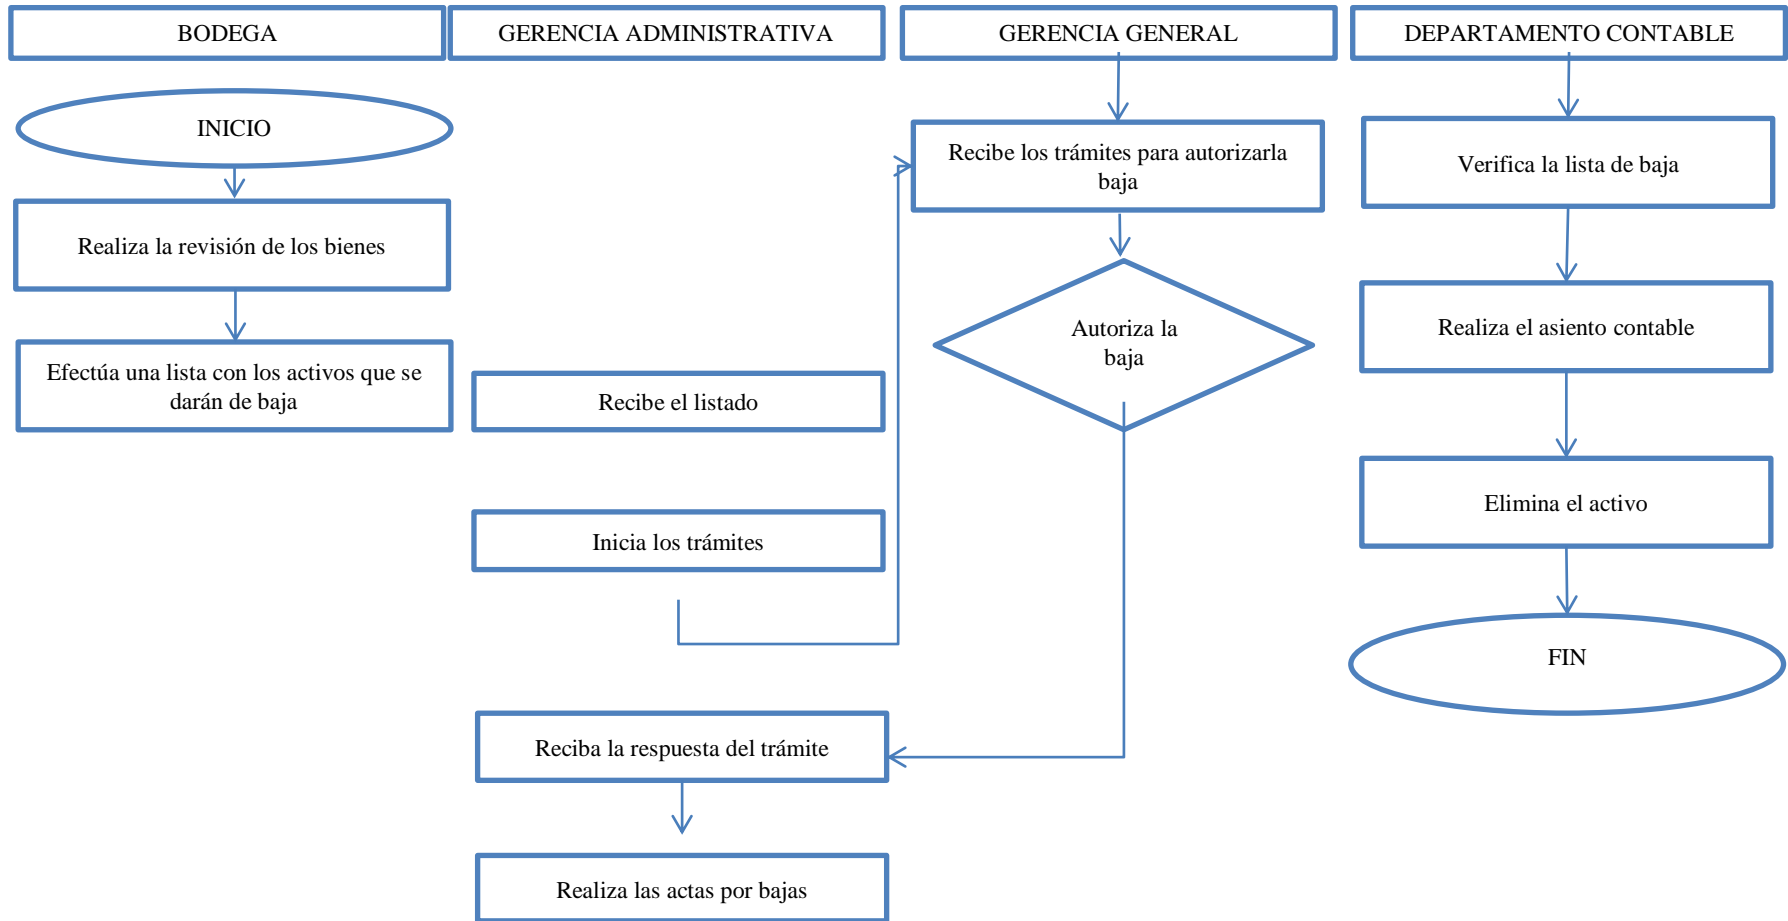 BODEGA
GERENCIA ADMINISTRATIVA
GERENCIA GENERAL
DEPARTAMENTO CONTABLE
INICIO
Realiza la revisión de los bienes
Efectúa una lista con los activos que se
darán de baja
Recibe el listado
Inicia los trámites
Reciba la respuesta del trámite
Realiza las actas por bajas
Recibe los trámites para autorizarla
baja
Autoriza la
baja
Verifica la lista de baja
Realiza el asiento contable
Elimina el activo
FIN